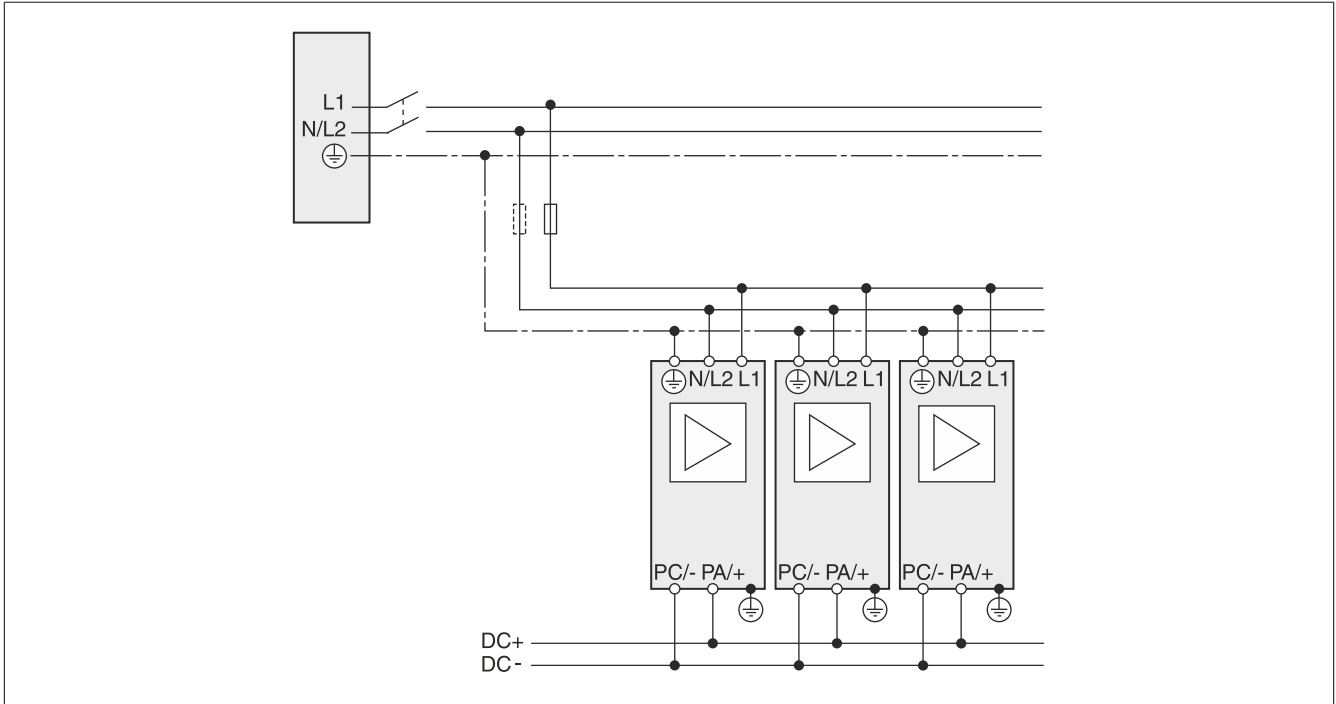 L1
N/L2
N/L2 L1
N/L2 L1
N/L2 L1
PC/- PA/+
PC/- PA/+
PC/- PA/+
DC+
DC-